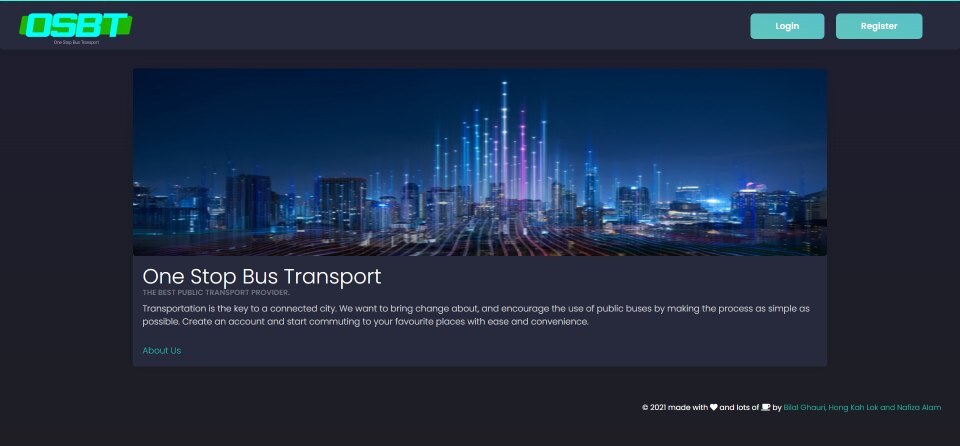 OSBT
One Stop Bus Transport
Login
Register
One Stop Bus Transport
THE BEST PUBLIC TRANSPORT PROVIDER.
Transportation is the key to a connected city. We want to bring change about, and encourage the use of public buses by making the process as simple as
possible. Create an account and start commuting to your favourite places with ease and convenience.
About Us
© 2021 made with and lots of by Bilal Ghauri, Hong Kah Lok and Nafiza Alam